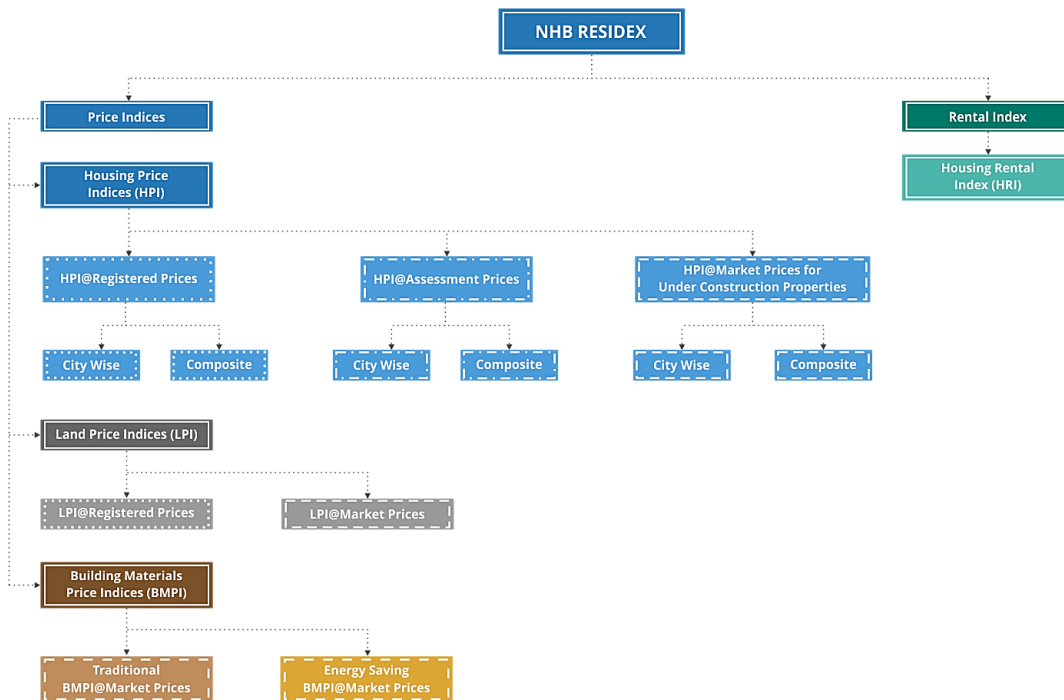 NHB RESIDEX
Price Indices
Rental Index
Housing Price
Indices (HPI)
Housing Rental
Index (HRI)
HPI@Registered Prices
HPI@Assessment Prices
HPI@Market Prices for
Under Construction Properties
City Wise
Composite
City Wise
Composite
City Wise
Composite
Land Price Indices (LPI)
LPI@Registered Prices
LPI@Market Prices
Building Materials
Price Indices (BMPI)
Traditional
BMPI@Market Prices
Energy Saving
BMPI@Market Prices